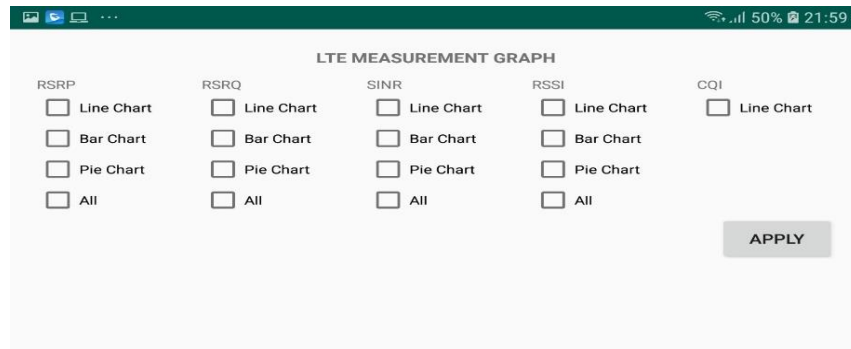 50% 21:59
LTE MEASUREMENT GRAPH
RSRP RSRQ SINR RSSI CQI
Line Chart Line Chart Line Chart Line Chart Line Chart
Bar Chart Bar Chart Bar Chart Bar Chart
Pie Chart Pie Chart Pie Chart Pie Chart
All All All All
APPLY